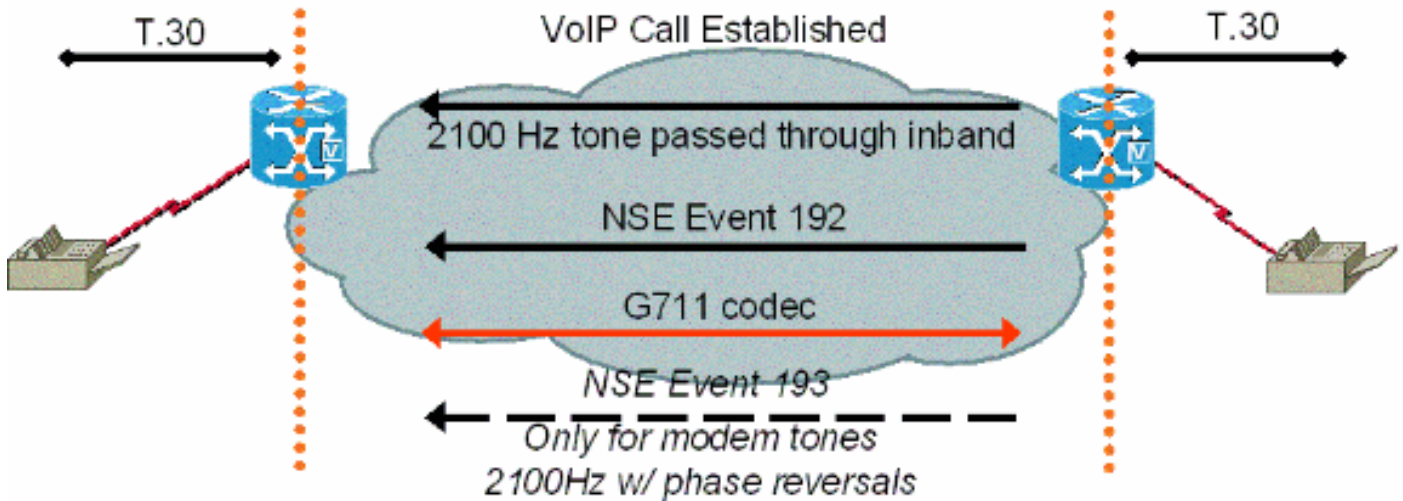 T.30
VoIP Call Established
T.30
2100 Hz tone passed through inband
V
V
NSE Event 192
G711 codec
NSE Event 193
Only for modem tones
2100Hz w/ phase reversals